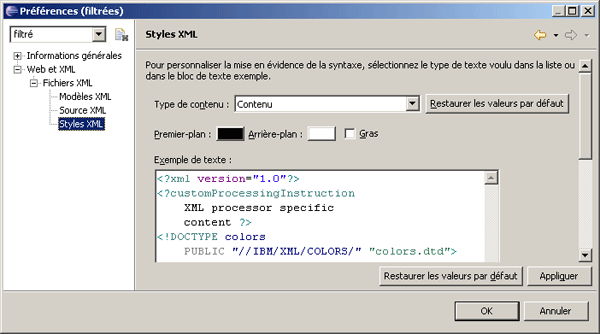 Préférences (filtrées)
filtré
Informations générales
Web et XML
Fichiers XML
Modèles XML
Source XML
Styles XML
Styles XML
Pour personnaliser la mise en évidence de la syntaxe, sélectionnez le type de texte voulu dans la liste ou
dans le bloc de texte exemple.
Type de contenu : Contenu Restaurer les valeurs par défaut
Premier-plan : Arrière-plan : Gras
Exemple de texte :
<?xml version="1.0"?>
<?customProcessingInstruction
XML processor specific
content ?>
<!DOCTYPE colors
PUBLIC "//IBM/XML/COLORS/" "colors.dtd">
Restaurer les valeurs par défaut Appliquer
OK Annuler